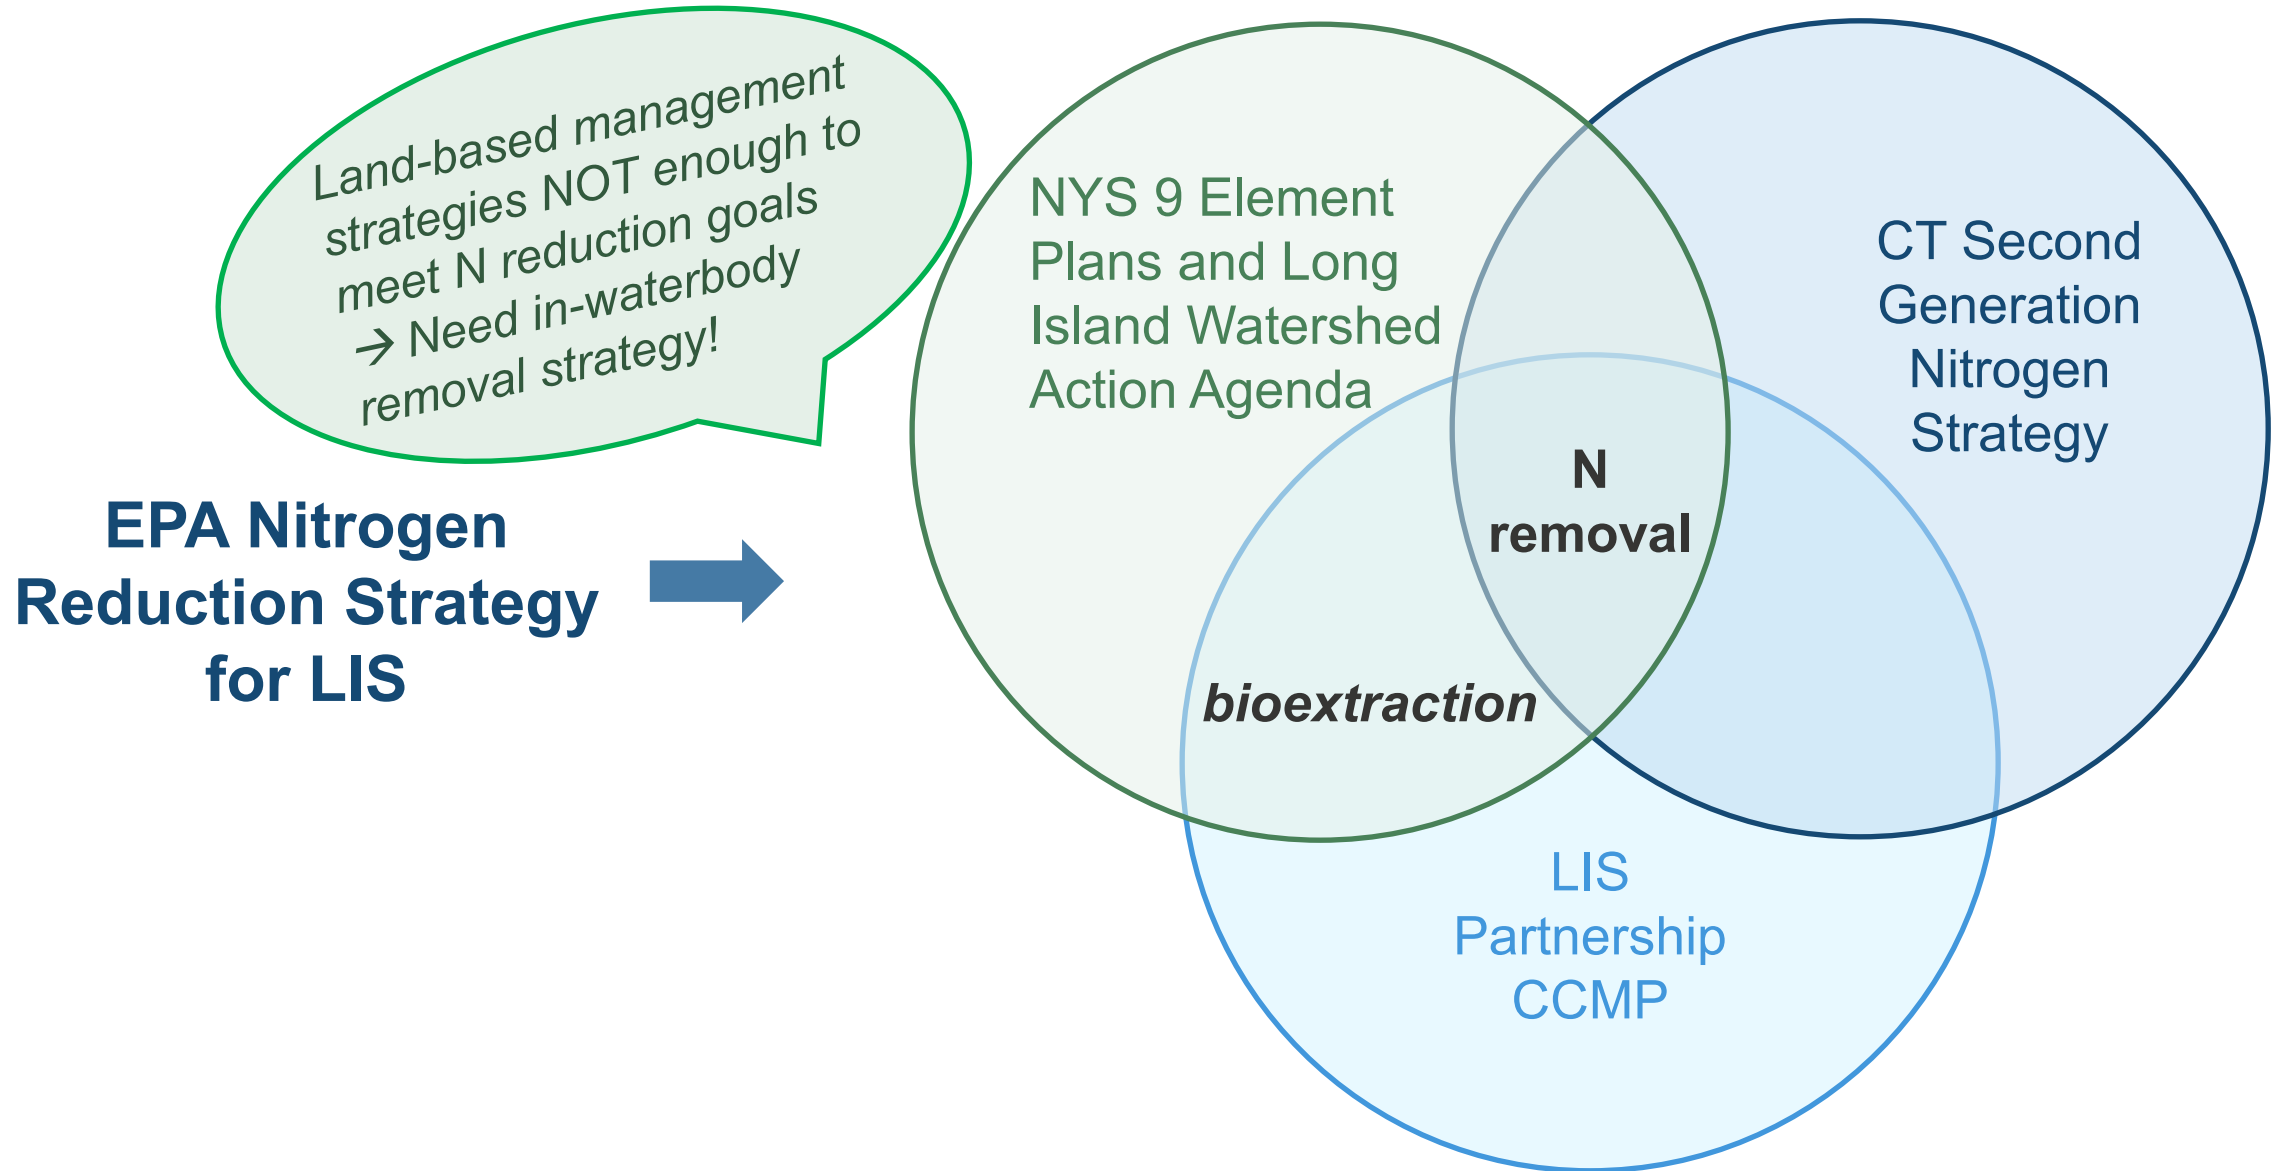 Land-based management
strategies NOT enough to
meet N reduction goals
→ Need in-waterbody
removal strategy!
EPA Nitrogen
Reduction Strategy
for LIS
NYS 9 Element
Plans and Long
Island Watershed
Action Agenda
CT Second
Generation
Nitrogen
Strategy
N
removal
bioextraction
LIS
Partnership
CCMP